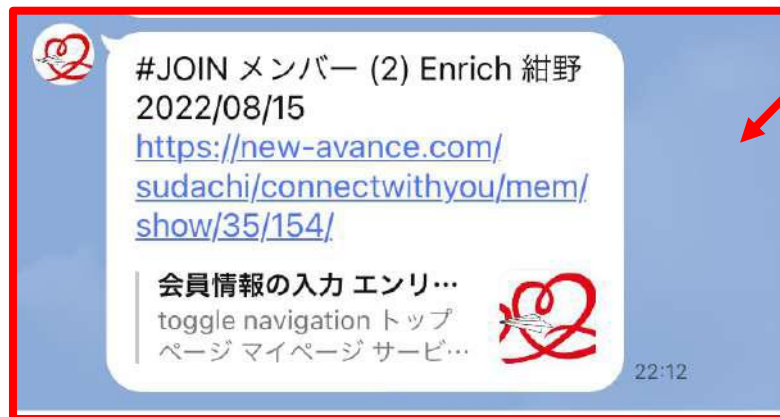 #JOIN メンバー (2) Enrich 紺野
2022/08/15
https://new-avance.com/
sudachi/connectwithyou/mem/
show/35/154/
会員情報の入力 エンリ…
toggle navigation トップ
ページ マイページ サービ…
22:12